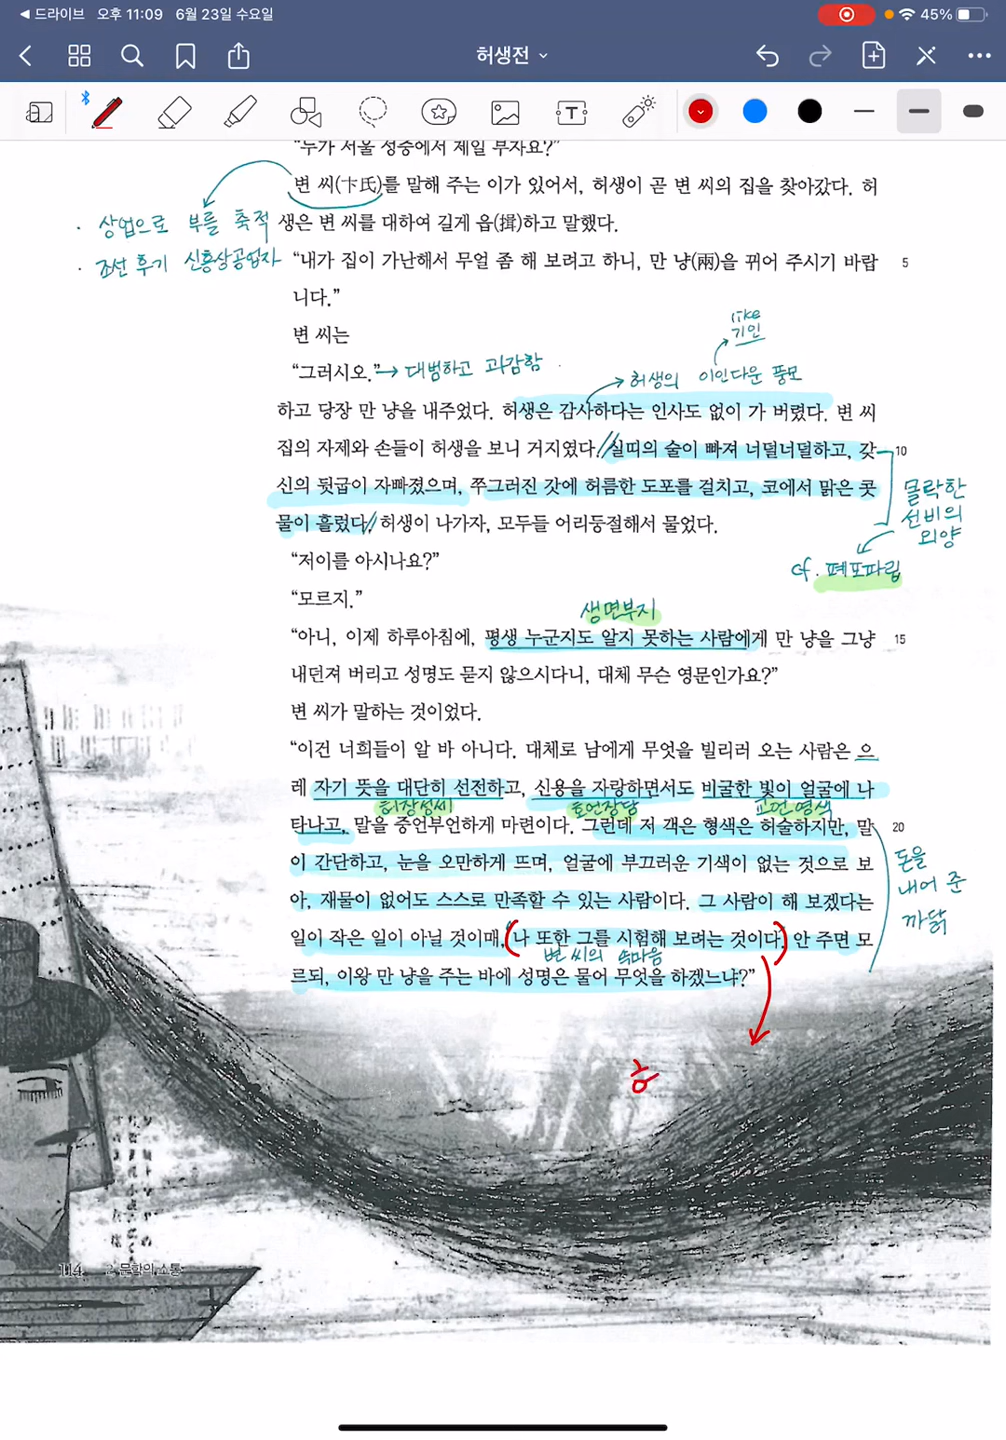 ◀ 드라이브 오후 11:09 6월 23일 수요일 45%
허생전
“누가 서울 성중에서 제일 부자요?”
변 씨(卞氏)를 말해 주는 이가 있어서, 허생이 곧 변 씨의 집을 찾아갔다. 허
· 상업으로 부를 축적
생은 변 씨를 대하여 길게 읍(揖)하고 말했다.
· 조선 후기 신흥상공업자
“내가 집이 가난해서 무얼 좀 해 보려고 하니, 만 냥(兩)을 뀌어 주시기 바랍 5
니다.”
like
기인
변 씨는
“그러시오.” → 대범하고 과감함
허생의 이인다운 풍모
하고 당장 만 냥을 내주었다. 허생은 감사하다는 인사도 없이 가 버렸다. 변 씨
집의 자제와 손들이 허생을 보니 거지였다. 실띠의 술이 빠져 너덜너덜하고, 갖 10
신의 뒷굽이 자빠졌으며, 쭈그러진 갓에 허름한 도포를 걸치고, 코에서 맑은 콧
물이 흘렀다. 허생이 나가자, 모두들 어리둥절해서 물었다.
몰락한
선비의
외양
“저이를 아시나요?”
cf. 폐포파립
“모르지.”
생면부지
“아니, 이제 하루아침에, 평생 누군지도 알지 못하는 사람에게 만 냥을 그냥 15
내던져 버리고 성명도 묻지 않으시다니, 대체 무슨 영문인가요?”
변 씨가 말하는 것이었다.
“이건 너희들이 알 바 아니다. 대체로 남에게 무엇을 빌리러 오는 사람은 으
레 자기 뜻을 대단히 선전하고, 신용을 자랑하면서도 비굴한 빛이 얼굴에 나
허장성세 호언장담 교언영색
타나고, 말을 중언부언하게 마련이다. 그런데 저 객은 형색은 허술하지만, 말 20
이 간단하고, 눈을 오만하게 뜨며, 얼굴에 부끄러운 기색이 없는 것으로 보
아, 재물이 없어도 스스로 만족할 수 있는 사람이다. 그 사람이 해 보겠다는
돈을
내어 준
까닭
일이 작은 일이 아닐 것이매, 나 또한 그를 시험해 보려는 것이다. 안 주면 모
변 씨의 속마음
르되, 이왕 만 냥을 주는 바에 성명은 물어 무엇을 하겠느냐?”
114 2. 문학의 소통